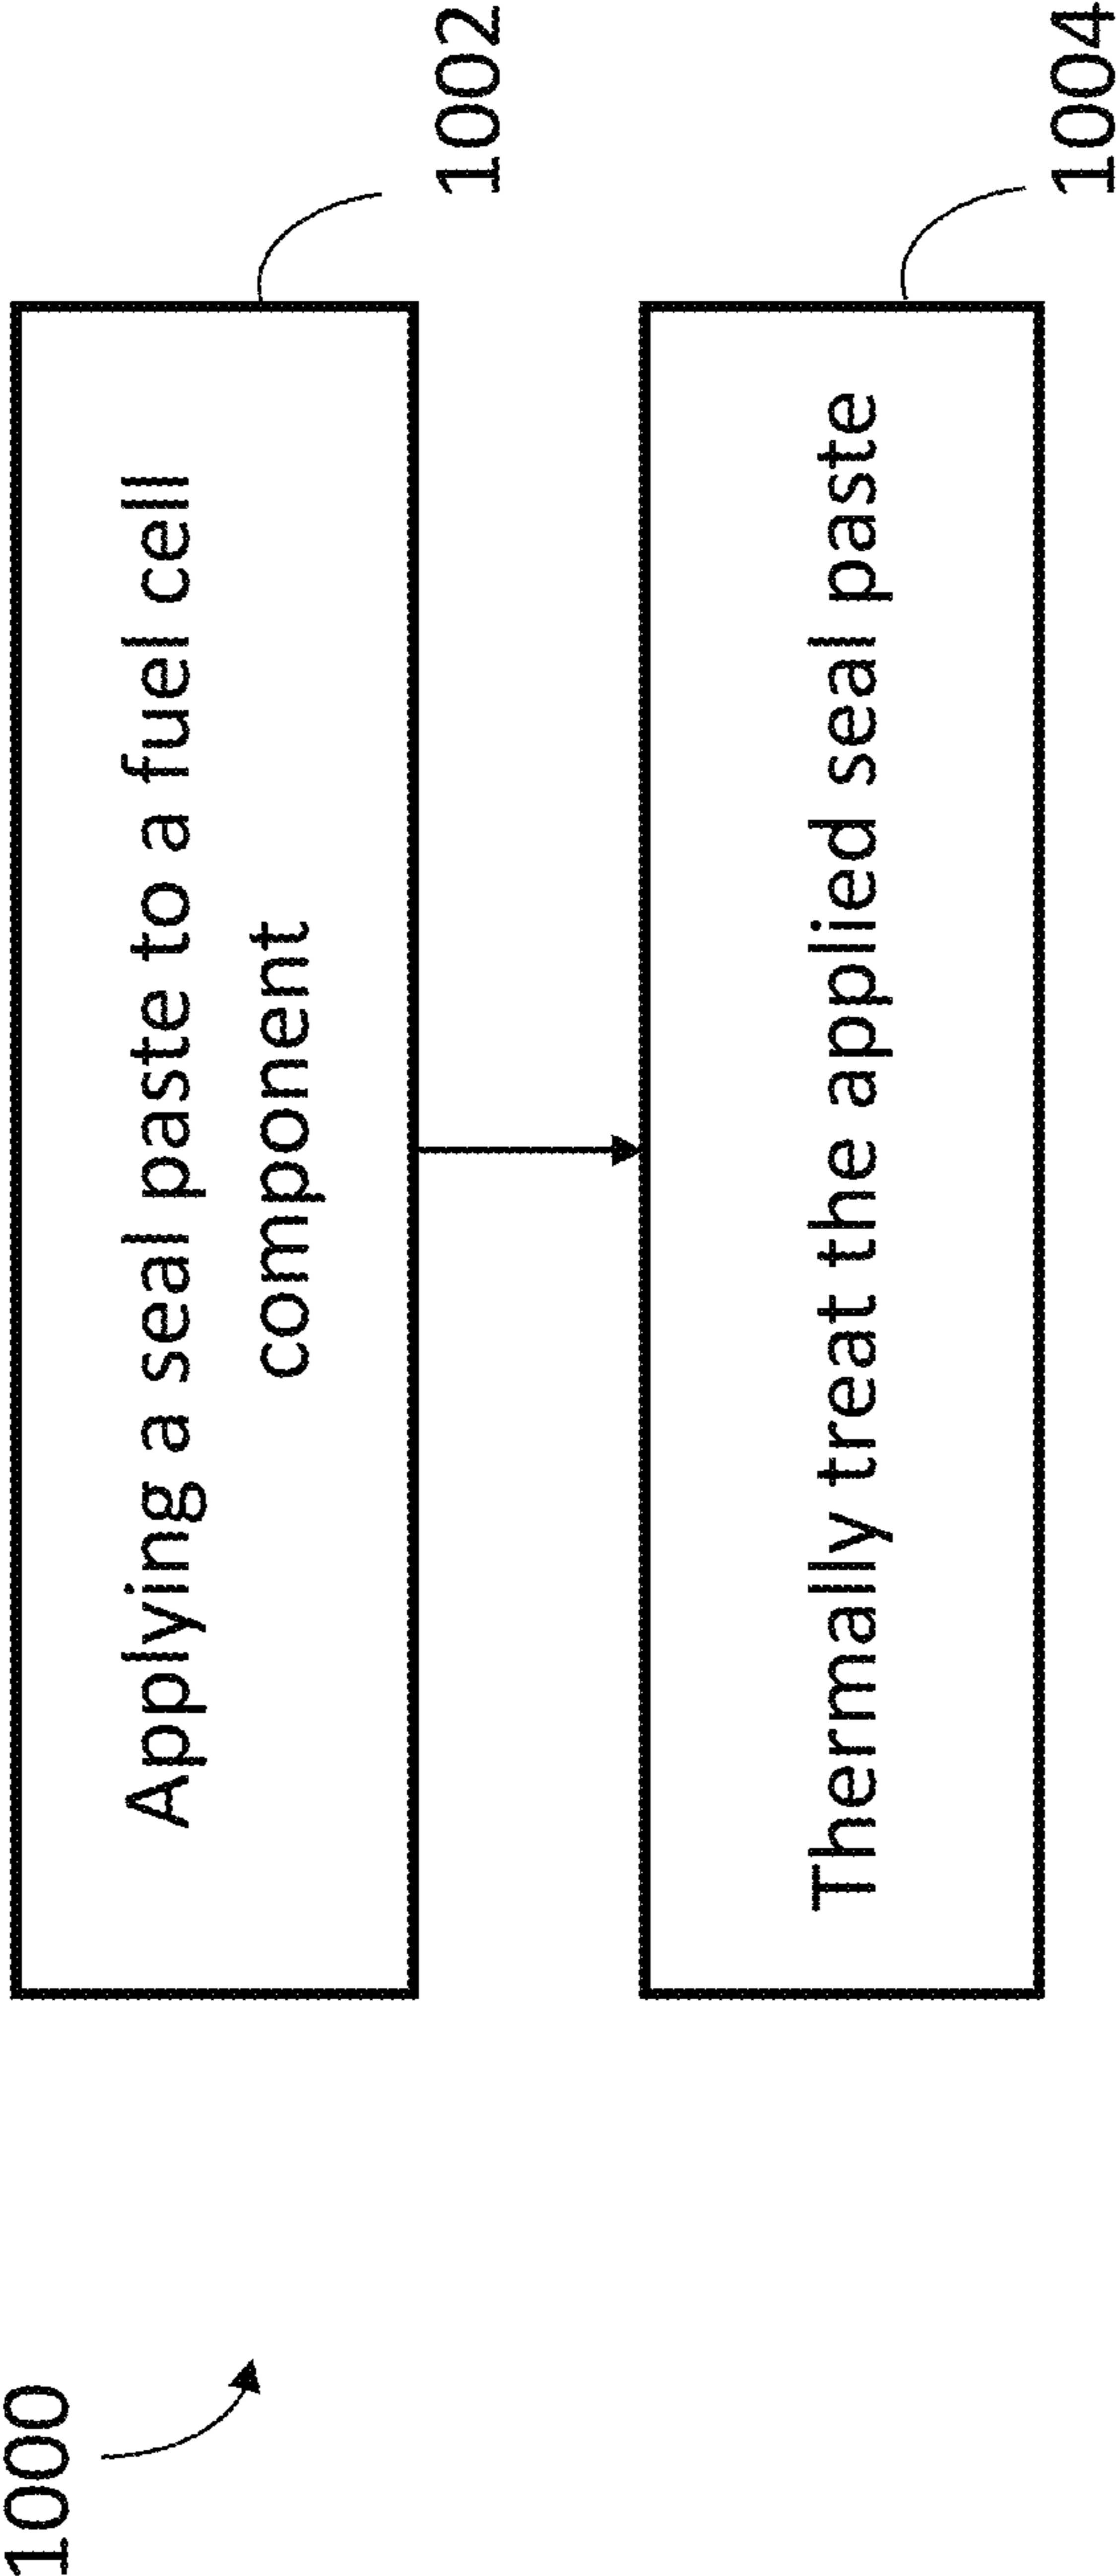 1000
Applying a seal paste to a fuel cell
component
1002
Thermally treat the applied seal paste
1004